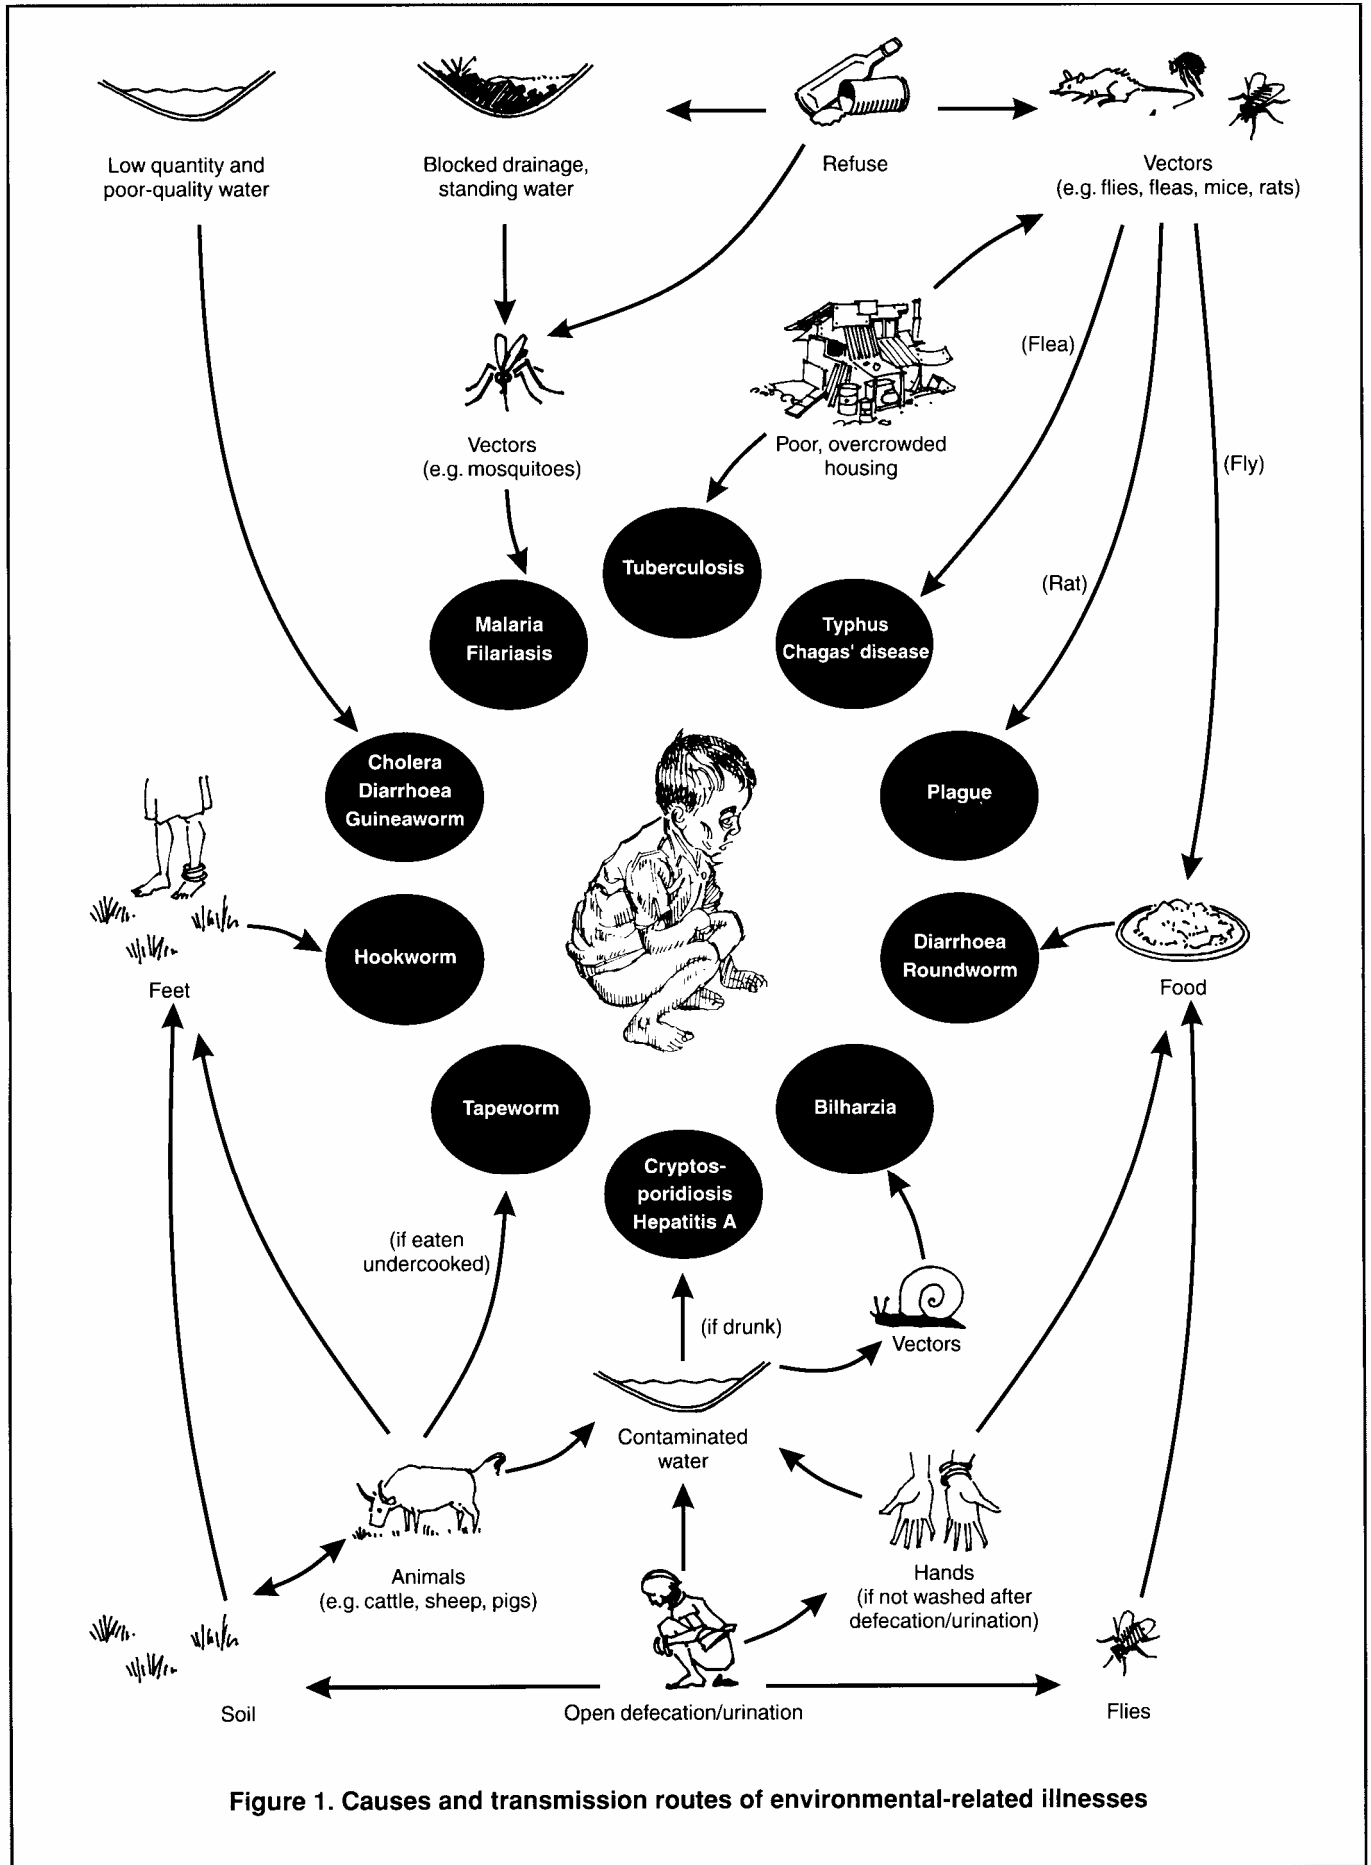 Low quantity and
poor-quality water
Blocked drainage,
standing water
Refuse
Vectors
(e.g. flies, fleas, mice, rats)
(Flea)
Vectors
(e.g. mosquitoes)
Poor, overcrowded
housing
(Fly)
Tuberculosis
(Rat)
Malaria
Filariasis
Typhus
Chagas' disease
Cholera
Diarrhoea
Guineaworm
Plague
Feet
Hookworm
Diarrhoea
Roundworm
Food
Tapeworm
Bilharzia
Cryptos-
poridiosis
Hepatitis A
(if eaten
undercooked)
(if drunk)
Vectors
Contaminated
water
Animals
(e.g. cattle, sheep, pigs)
Hands
(if not washed after
defecation/urination)
Soil
Open defecation/urination
Flies
Figure 1. Causes and transmission routes of environmental-related illnesses